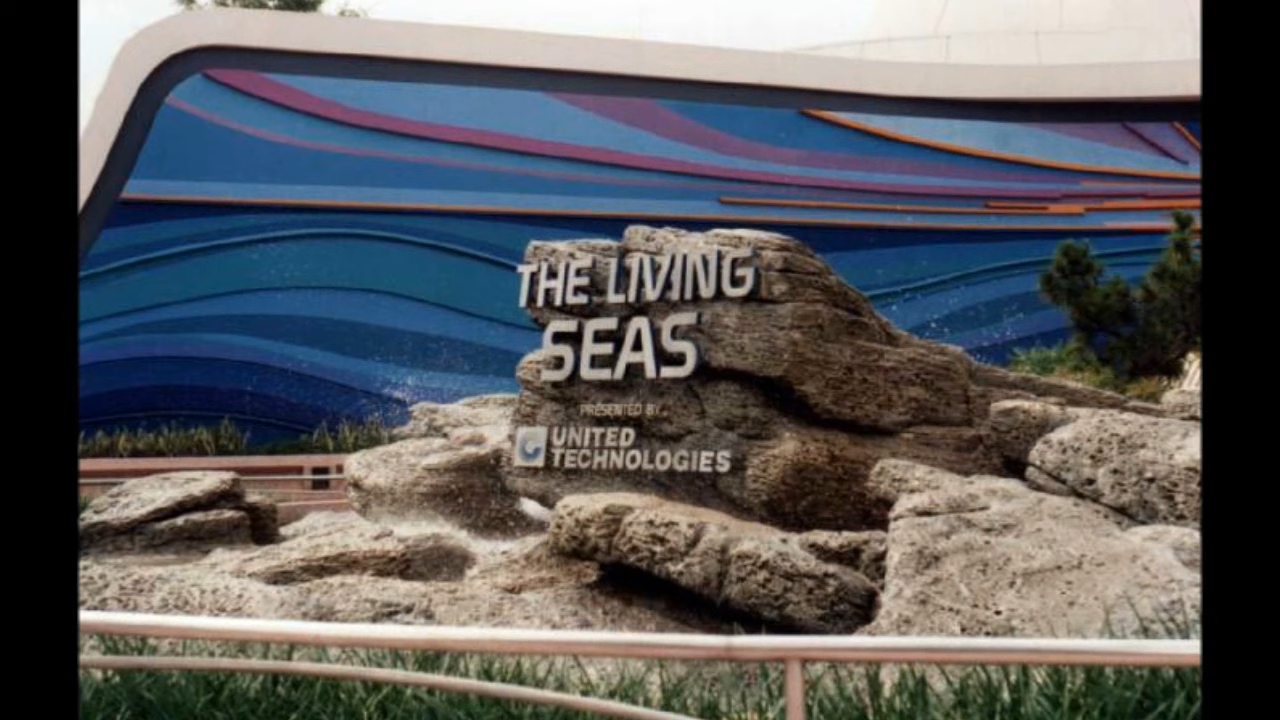 THE LIVING
SEAS
PRESENTED BY
UNITED
TECHNOLOGIES